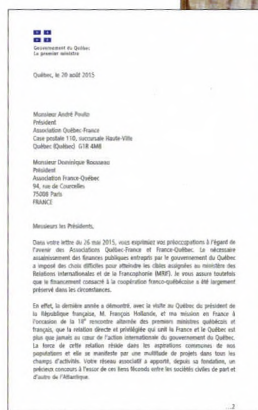 Gouvernement du Québec
Le premier ministre
Québec, le 20 août 2015
Monsieur André Poulin
Président
Association Québec-France
Case postale 110, succursale Haute-Ville
Québec (Québec) G1R 4M8
Monsieur Dominique Rousseau
Président
Association France-Québec
94, rue de Courcelles
75008 Paris
FRANCE
Messieurs les Présidents,
Dans votre lettre du 26 mai 2015, vous exprimiez vos préoccupations à l'égard de
l'avenir des Associations Québec-France et France-Québec. Le nécessaire
assainissement des finances publiques entrepris par le gouvernement du Québec
a imposé des choix difficiles pour atteindre les cibles assignées au ministère des
Relations internationales et de la Francophonie (MRIF). Je vous assure toutefois
que le financement consacré à la coopération franco-québécoise a été largement
préservé dans les circonstances.
En effet, la dernière année a démontré, avec la visite au Québec du président de
la République française, M. François Hollande, et ma mission en France à
l'occasion de la 18e rencontre alternée des premiers ministres québécois et
français, que la relation directe et privilégiée qui unit la France et le Québec est
plus que jamais au cœur de l'action internationale du gouvernement du Québec.
La force de cette relation réside dans les aspirations communes de nos
populations et elle se manifeste par une multitude de projets dans tous les
champs d'activités. Votre réseau associatif a apporté, depuis sa fondation, un
précieux concours à l'essor de ces liens féconds entre les sociétés civiles de part et
d'autre de l'Atlantique.
...2